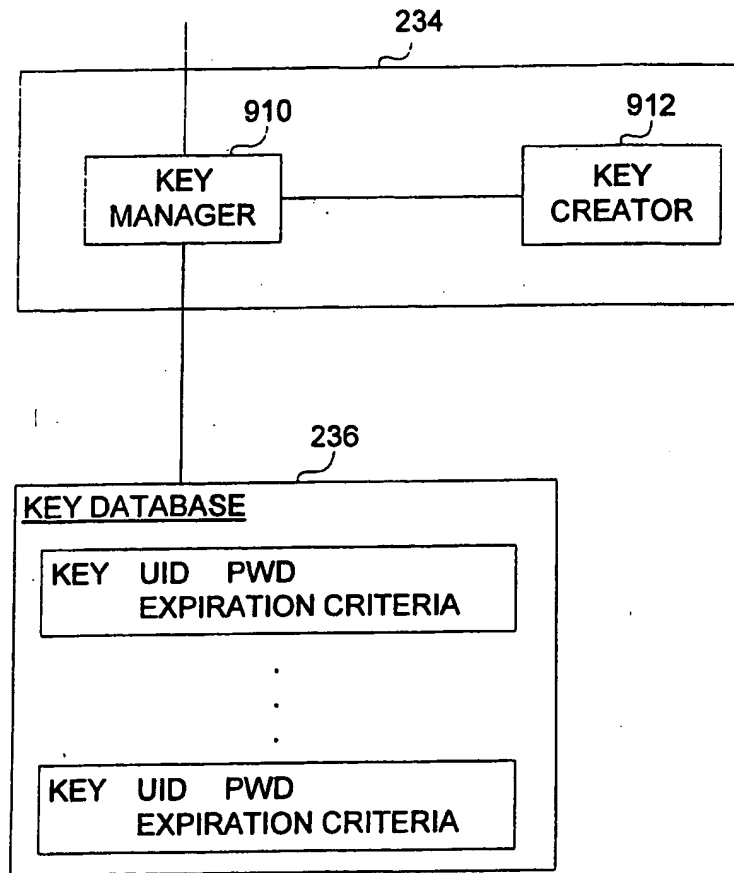 234
910
912
KEY
MANAGER
KEY
CREATOR
236
KEY DATABASE
KEY UID PWD
EXPIRATION CRITERIA
KEY UID PWD
EXPIRATION CRITERIA